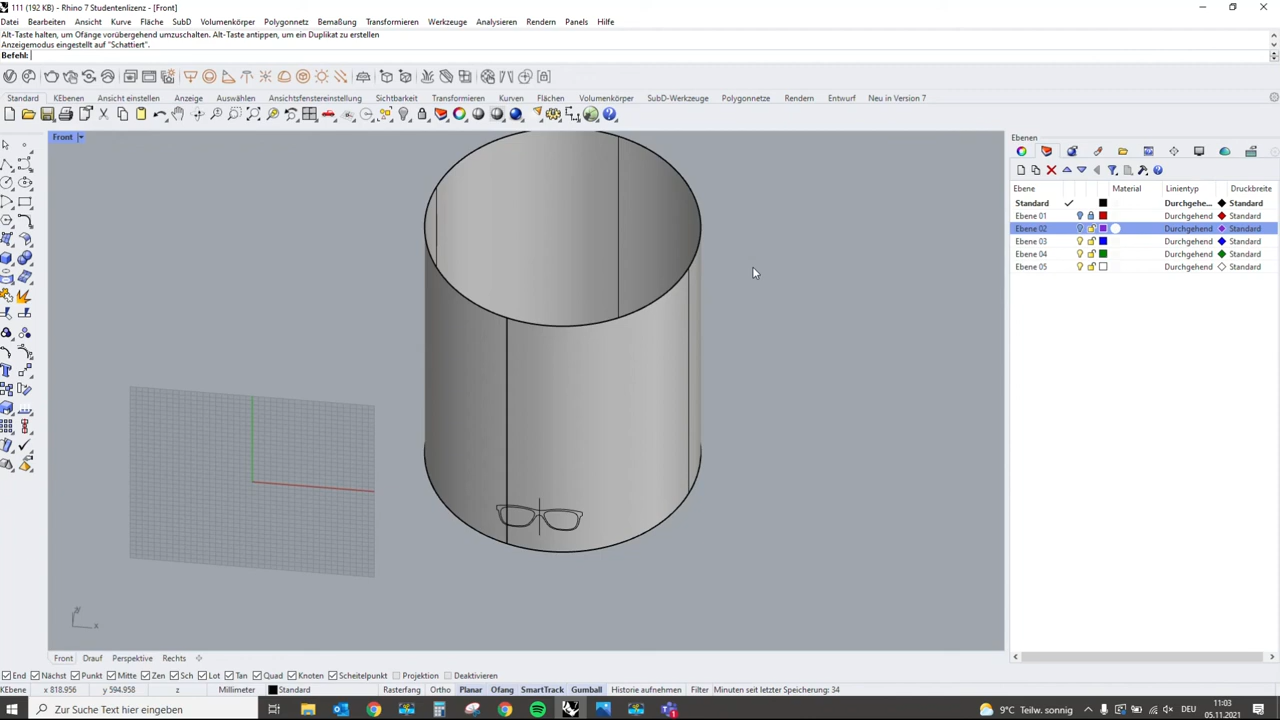 111 (192 KB) - Rhino 7 Studentenlizenz - [Front]
Datei Bearbeiten Ansicht Kurve Fläche SubD Volumenkörper Polygonnetz Bemaßung Transformieren Werkzeuge Analysieren Rendern Panels Hilfe
Alt-Taste halten, um Ofänge vorübergehend umzuschalten. Alt-Taste antippen, um ein Duplikat zu erstellen
Anzeigemodus eingestellt auf "Schattiert".
Befehl:
Standard KEbenen Ansicht einstellen Anzeige Auswählen Ansichtsfenstereinstellung Sichtbarkeit Transformieren Kurven Flächen Volumenkörper SubD-Werkzeuge Polygonnetze Rendern Entwurf Neu in Version 7
Front
Ebenen
Ebene Material Linientyp Druckbreite
Standard Durchgehe... Standard
Ebene 01 Durchgehend Standard
Ebene 02 Durchgehend Standard
Ebene 03 Durchgehend Standard
Ebene 04 Durchgehend Standard
Ebene 05 Durchgehend Standard
y
x
Front Drauf Perspektive Rechts
End Nächst Punkt Mitte Zen Sch Lot Tan Quad Knoten Scheitelpunkt Projektion Deaktivieren
KEbene x 818.956 y 594.958 z Millimeter Standard Rasterfang Ortho Planar Ofang SmartTrack Gumball Historie aufnehmen Filter Minuten seit letzter Speicherung: 34
Zur Suche Text hier eingeben 9°C Teilw. sonnig DEU 11:03
05.11.2021